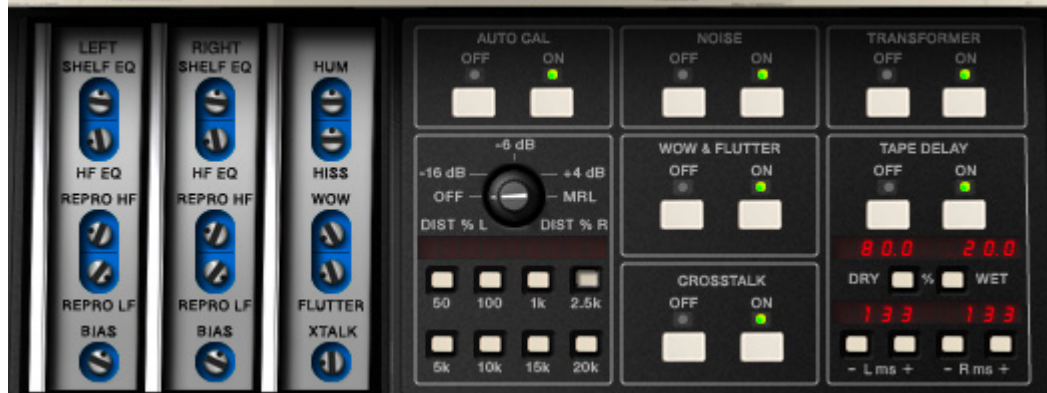 LEFT
SHELF EQ
HF EQ
REPRO HF
REPRO LF
BIAS
RIGHT
SHELF EQ
HF EQ
REPRO HF
REPRO LF
BIAS
HUM
HISS
WOW
FLUTTER
XTALK
AUTO CAL
OFF ON
-6 dB
-16 dB +4 dB
OFF MRL
DIST % L DIST % R
50 100 1k 2.5k
5k 10k 15k 20k
NOISE
OFF ON
WOW & FLUTTER
OFF ON
CROSSTALK
OFF ON
TRANSFORMER
OFF ON
TAPE DELAY
OFF ON
80.0 20.0
DRY % WET
133 133
- L ms + - R ms +